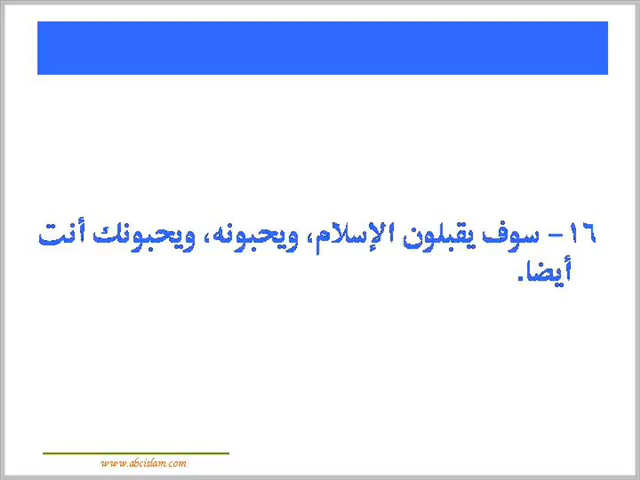 ١٦- سوف يقبلون الإسلام، ويحبونه، ويحبونك أنت
أيضا.
www.abcislam.com